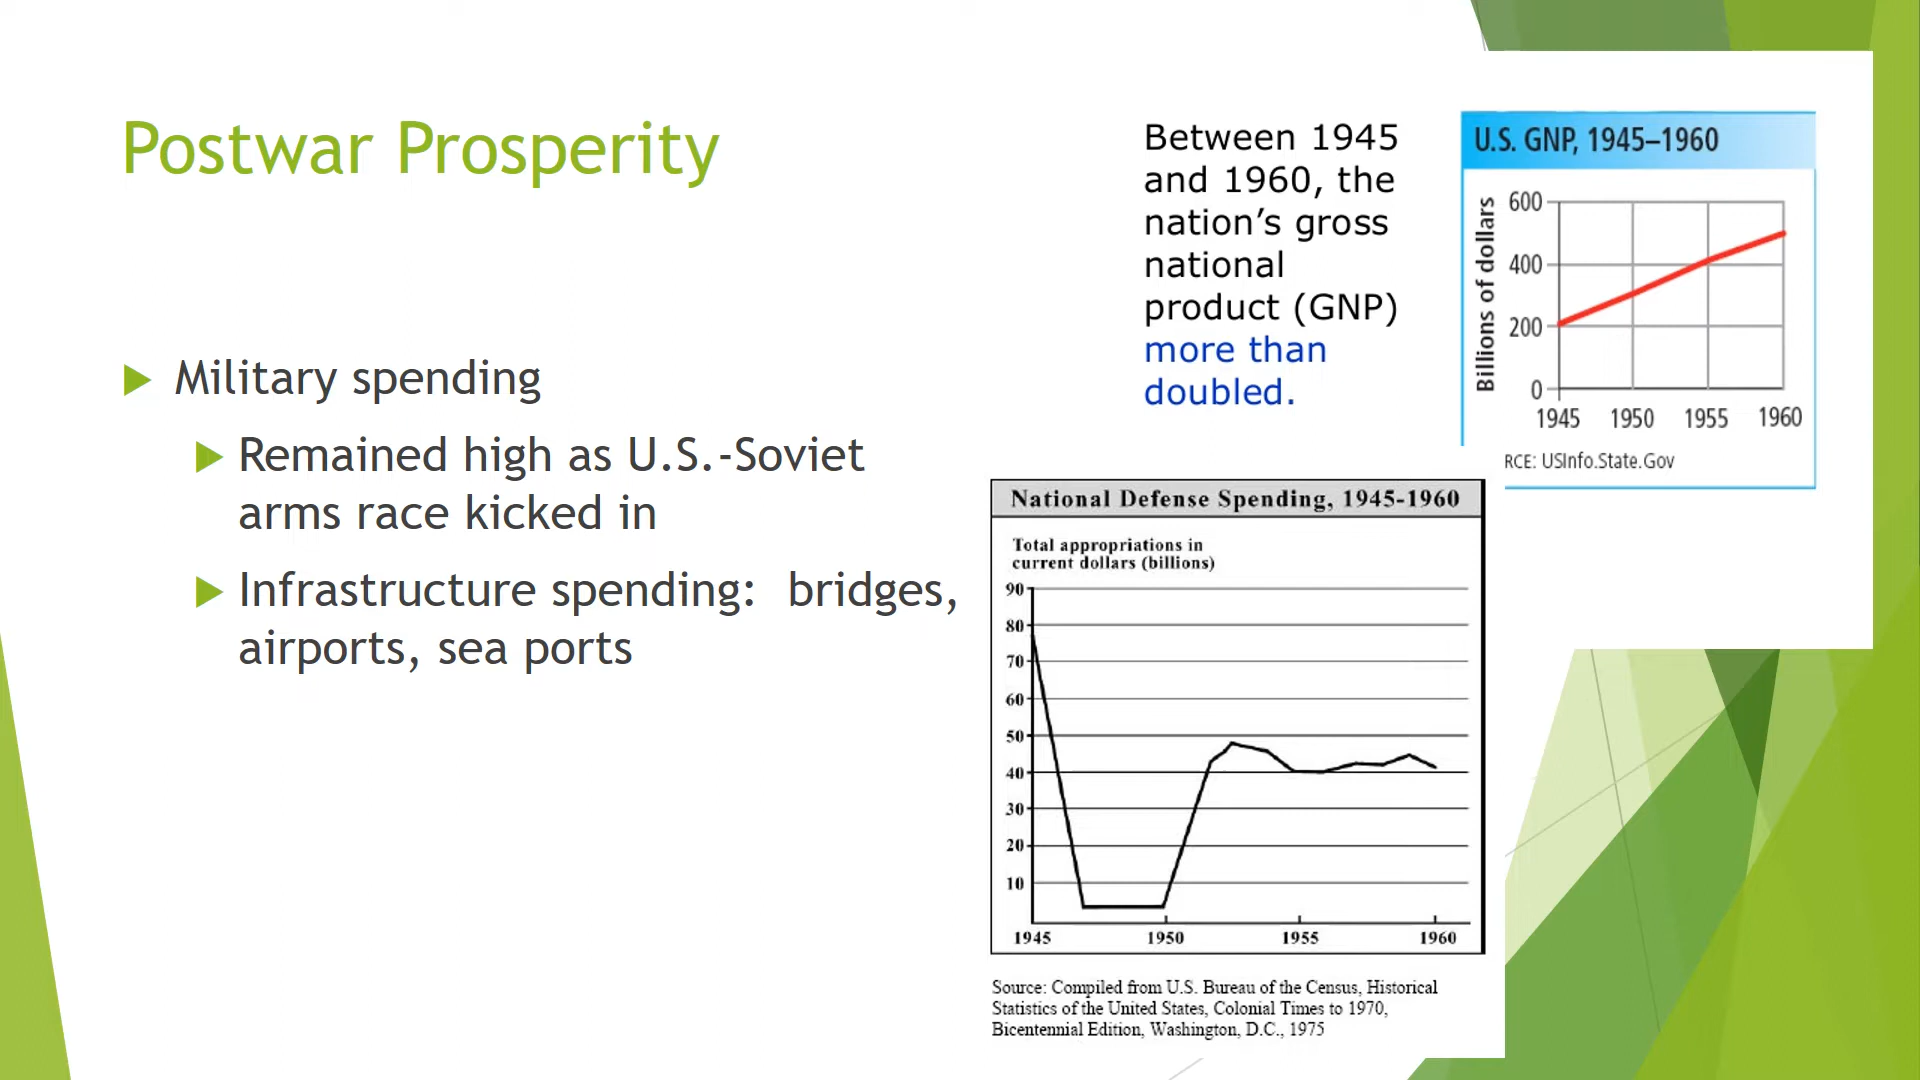 Postwar Prosperity
Military spending
Remained high as U.S.-Soviet
arms race kicked in
Infrastructure spending:  bridges,
airports, sea ports
Between 1945
and 1960, the
nation’s gross
national
product (GNP)
more than
doubled.
U.S. GNP, 1945–1960
Billions of dollars
600
400
200
0
1945 1950 1955 1960
RCE: USInfo.State.Gov
National Defense Spending, 1945-1960
Total appropriations in
current dollars (billions)
90
80
70
60
50
40
30
20
10
1945 1950 1955 1960
Source: Compiled from U.S. Bureau of the Census, Historical
Statistics of the United States, Colonial Times to 1970,
Bicentennial Edition, Washington, D.C., 1975